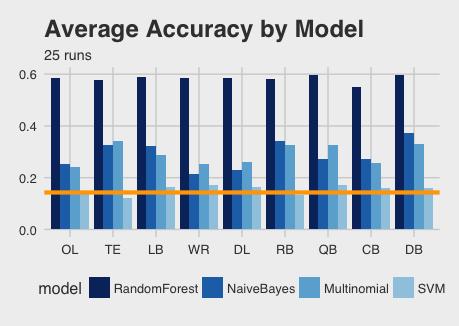 Average Accuracy by Model
25 runs
0.6
0.4
0.2
0.0
OL TE LB WR DL RB QB CB DB
model RandomForest NaiveBayes Multinomial SVM